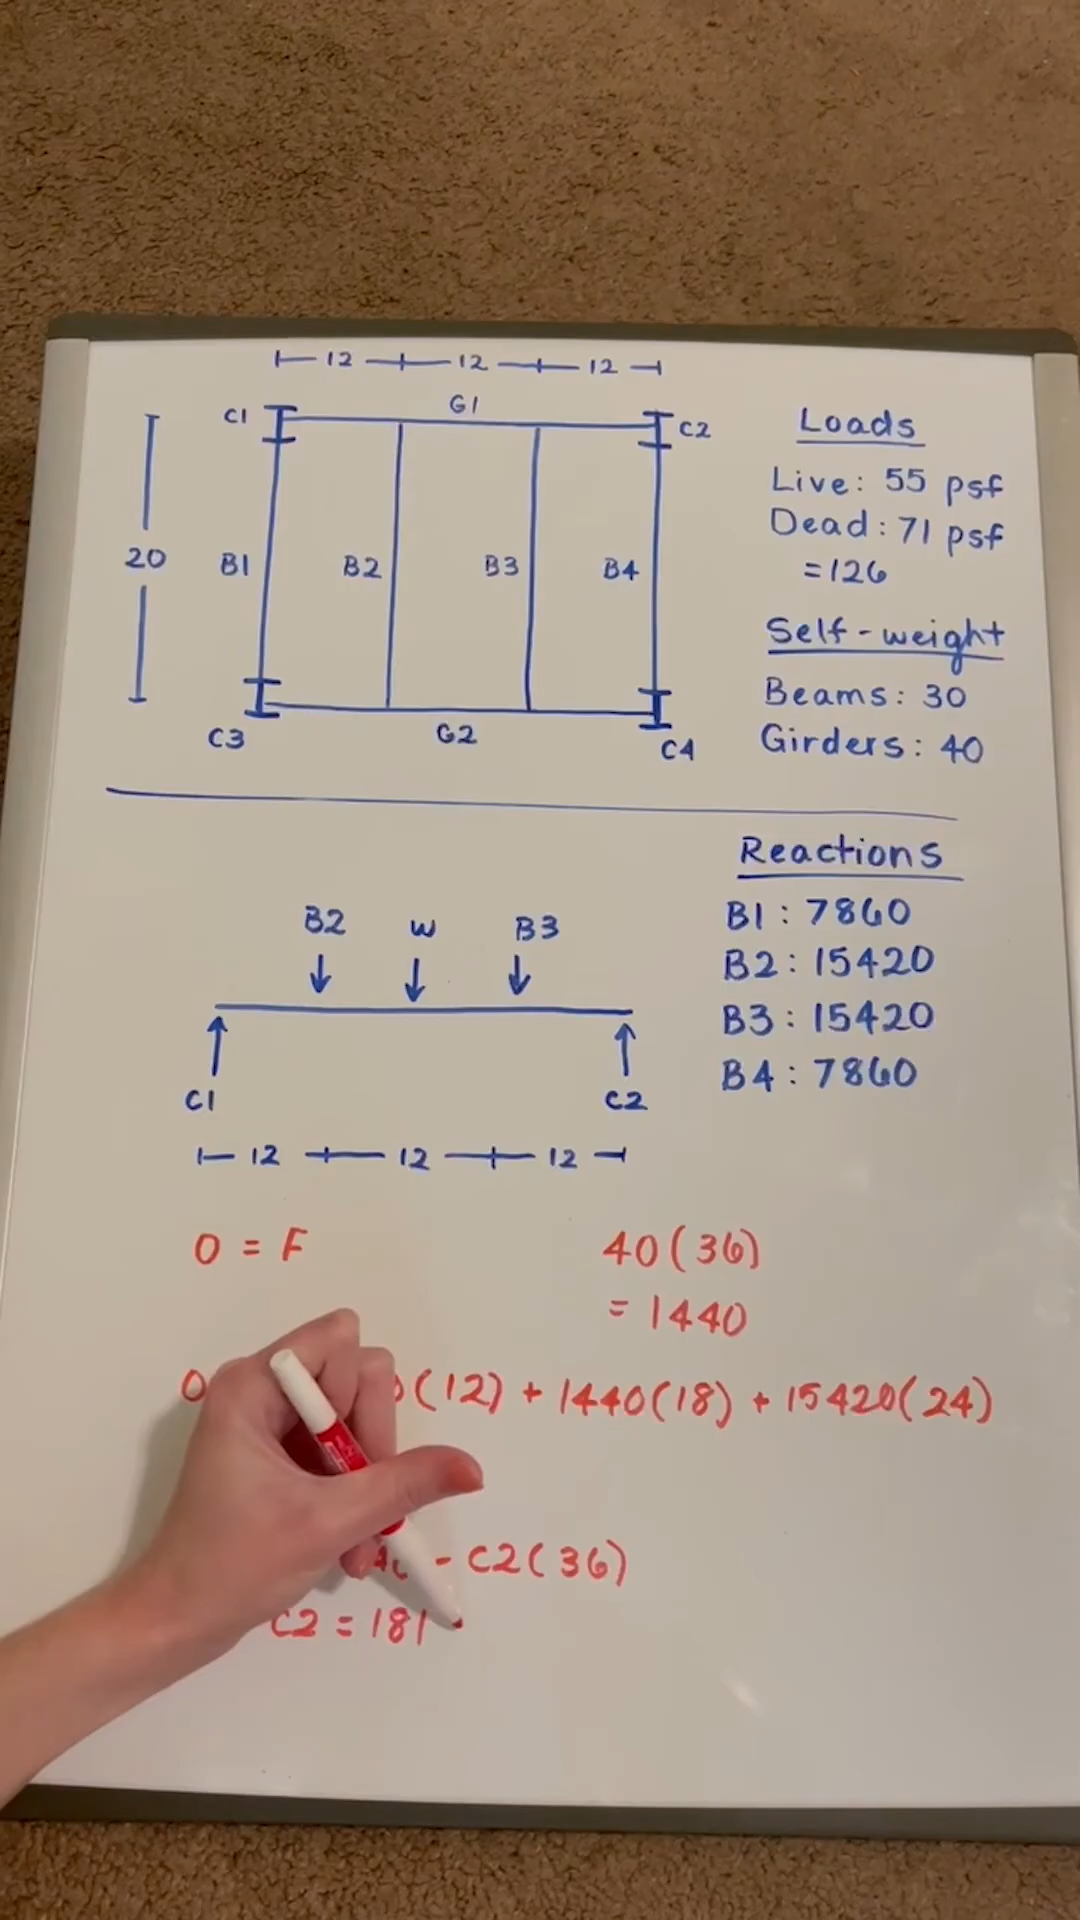 12 12 12
C1 G1 C2
20 B1 B2 B3 B4
C3 G2 C4
Loads
Live: 55 psf
Dead: 71 psf
=126
Self-weight
Beams: 30
Girders: 40
B2 w B3
C1 C2
12 12 12
Reactions
B1: 7860
B2: 15420
B3: 15420
B4: 7860
0 = F
40(36)
= 1440
0 (12) + 1440(18) + 15420(24)
- C2(36)
C2 = 181